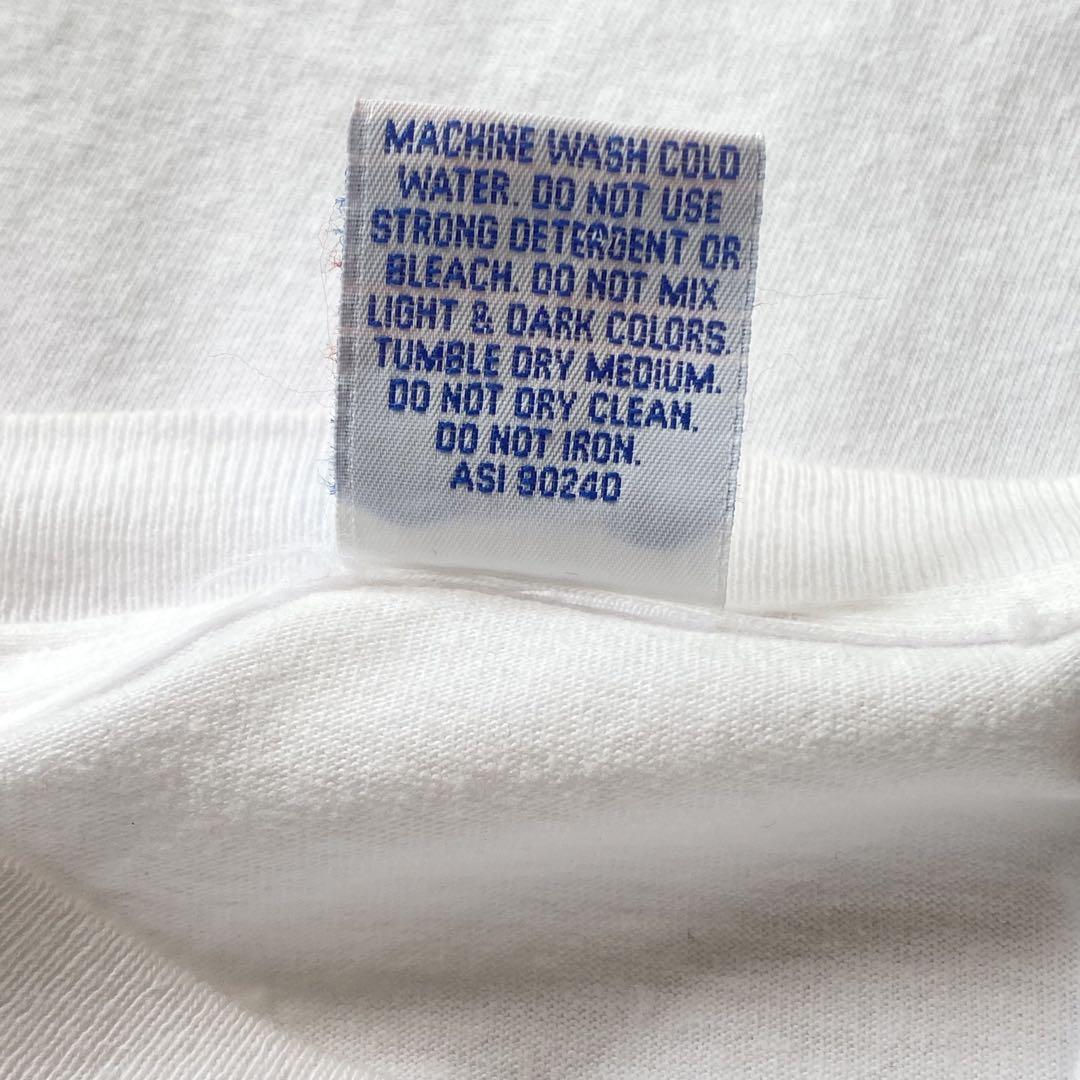 MACHINE WASH COLD
WATER. DO NOT USE
STRONG DETERGENT OR
BLEACH. DO NOT MIX
LIGHT & DARK COLORS.
TUMBLE DRY MEDIUM.
DO NOT DRY CLEAN.
DO NOT IRON.
ASI 90240